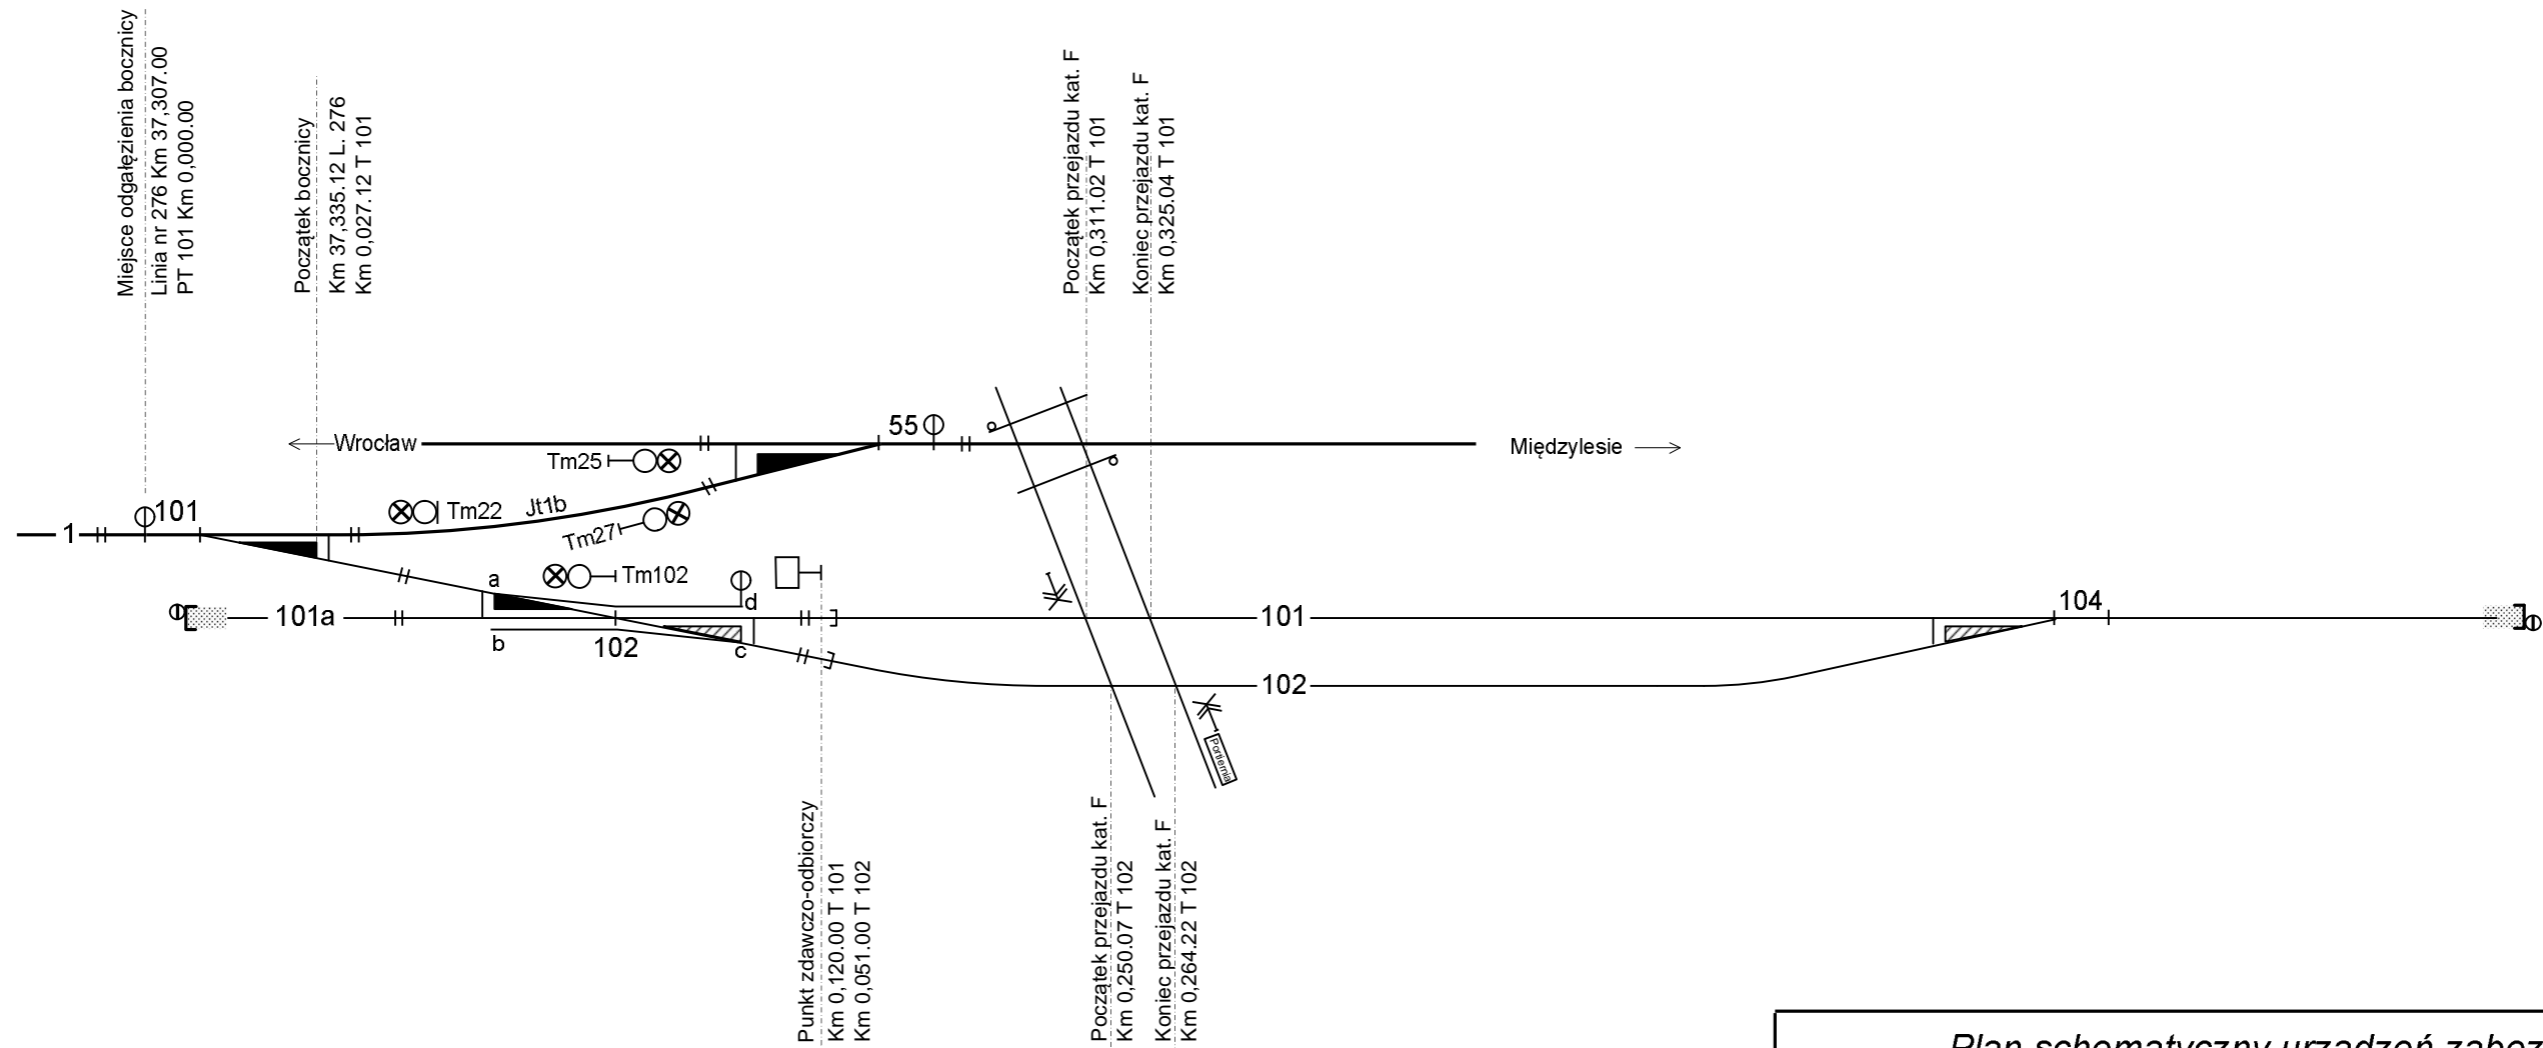 Miejsce odgałęzienia bocznicy
Linia nr 276 Km 37,307.00
PT 101 Km 0,000.00
Początek bocznicy
Km 37,335.12 L. 276
Km 0,027.12 T 101
Początek przejazdu kat. F
Km 0,311.02 T 101
Koniec przejazdu kat. F
Km 0,325.04 T 101
Wrocław
55
Międzylesie
Tm25
1
101
Tm22
Jt1b
Tm27
a
Tm102
d
101a
b
102
c
101
104
102
Portiernia
Punkt zdawczo-odbiorczy
Km 0,120.00 T 101
Km 0,051.00 T 102
Początek przejazdu kat. F
Km 0,250.07 T 102
Koniec przejazdu kat. F
Km 0,264.22 T 102
Plan schematyczny urządzeń zabez